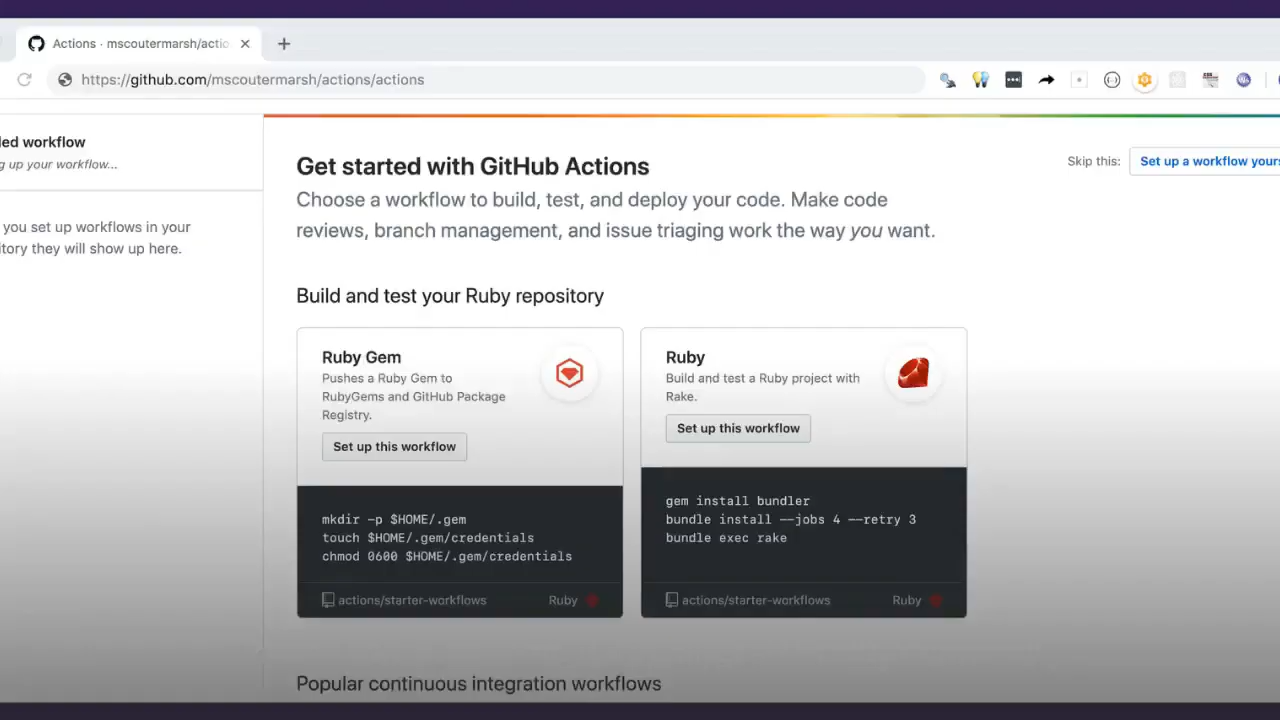 Actions · mscoutermarsh/actio
https://github.com/mscoutermarsh/actions/actions
led workflow
g up your workflow...
you set up workflows in your
tory they will show up here.
Get started with GitHub Actions
Choose a workflow to build, test, and deploy your code. Make code
reviews, branch management, and issue triaging work the way you want.
Skip this:
Set up a workflow yours
Build and test your Ruby repository
Ruby Gem
Pushes a Ruby Gem to
RubyGems and GitHub Package
Registry.
Set up this workflow
mkdir -p $HOME/.gem
touch $HOME/.gem/credentials
chmod 0600 $HOME/.gem/credentials
actions/starter-workflows
Ruby
Ruby
Build and test a Ruby project with
Rake.
Set up this workflow
gem install bundler
bundle install --jobs 4 --retry 3
bundle exec rake
actions/starter-workflows
Ruby
Popular continuous integration workflows